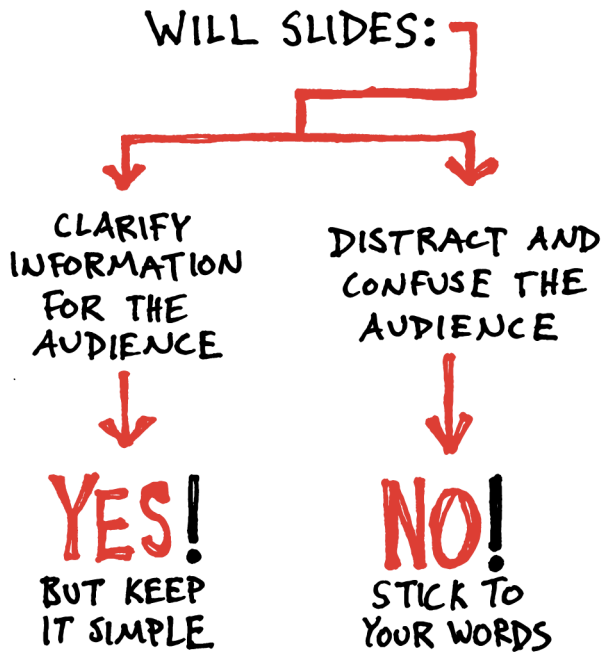 WILL SLIDES:
CLARIFY
INFORMATION
FOR THE
AUDIENCE
DISTRACT AND
CONFUSE THE
AUDIENCE
YES!
BUT KEEP
IT SIMPLE
NO!
STICK TO
YOUR WORDS